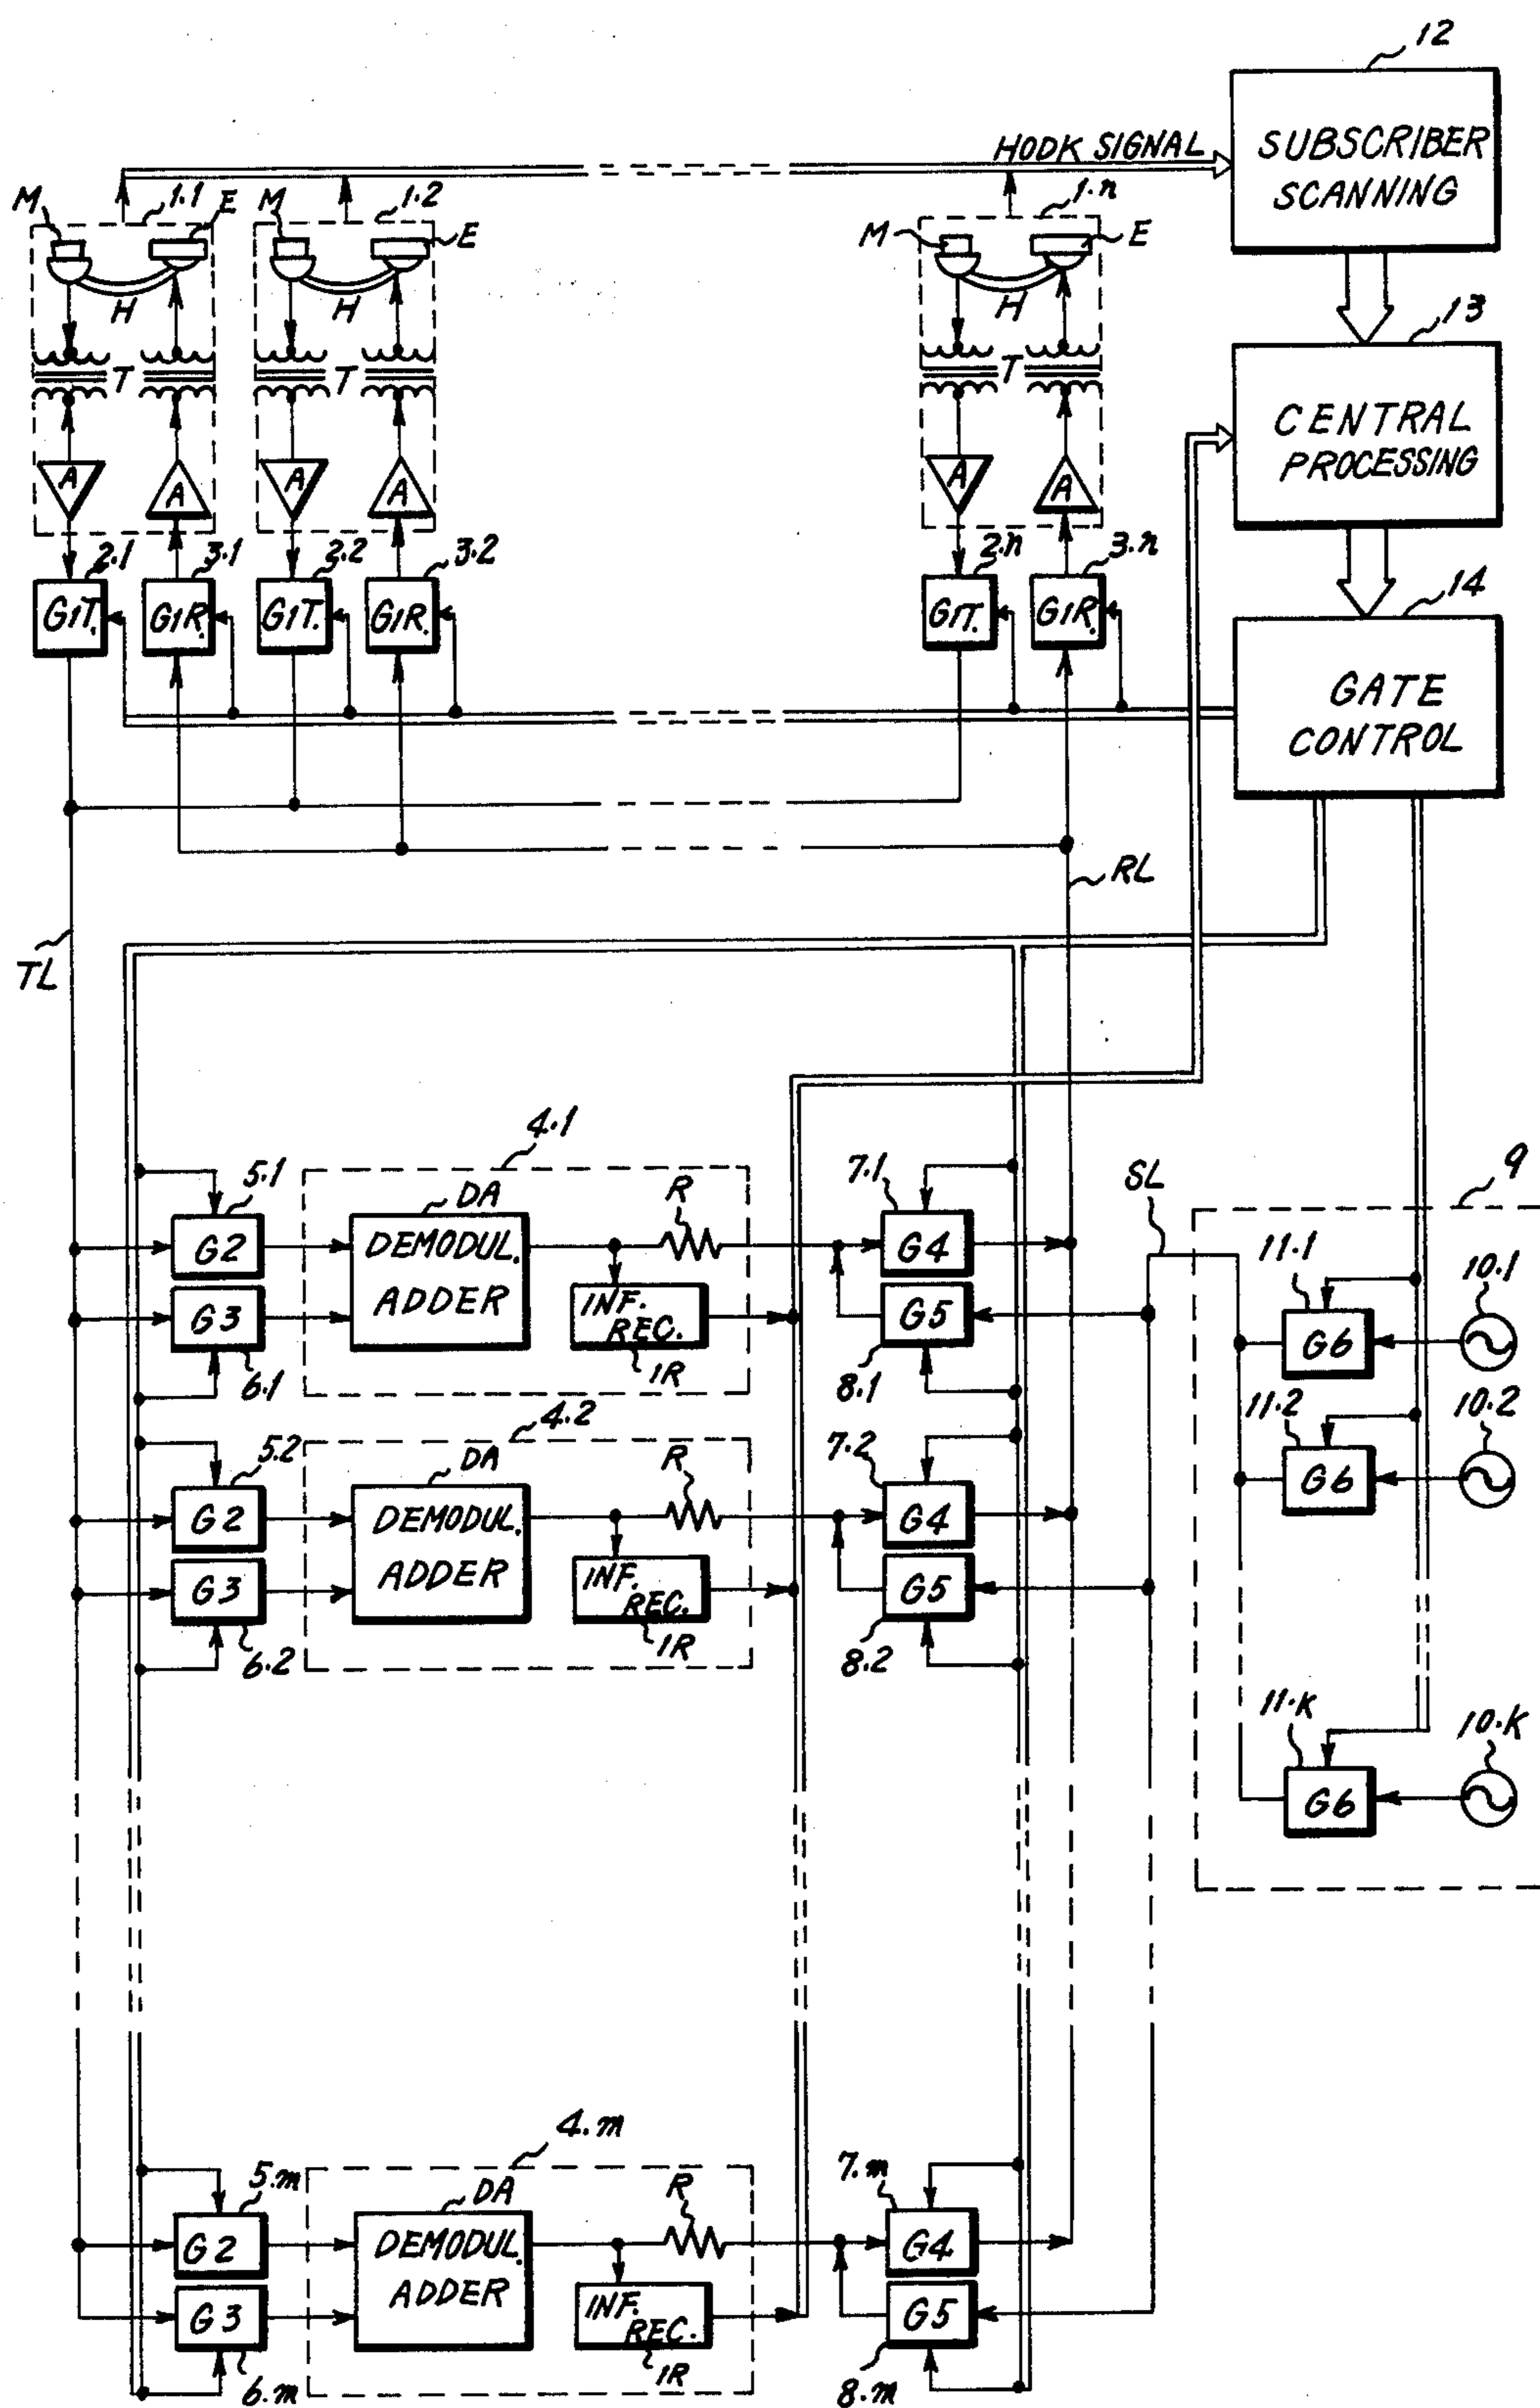 12
SUBSCRIBER
SCANNING
HODK SIGNAL
M
1.1
E
M
1.2
E
M
1.n
E
H
H
H
T
T
T
13
CENTRAL
PROCESSING
A
A
A
A
A
A
2.1
3.1
2.2
3.2
2.n
3.n
14
G1T.
G1R.
G1T.
G1R.
G1T.
G1R.
GATE
CONTROL
RL
TL
4.1
5.1
DA
R
7.1
SL
9
G2
DEMODUL.
ADDER
G4
11.1
10.1
G3
INF.
REC.
G5
G6
6.1
1R
8.1
4.2
11.2
10.2
5.2
DA
R
7.2
G6
G2
DEMODUL.
ADDER
G4
G3
INF.
REC.
G5
6.2
1R
8.2
11.k
10.k
G6
4.m
5.m
DA
R
7.m
G2
DEMODUL.
ADDER
G4
G3
INF.
REC.
G5
6.m
1R
8.m